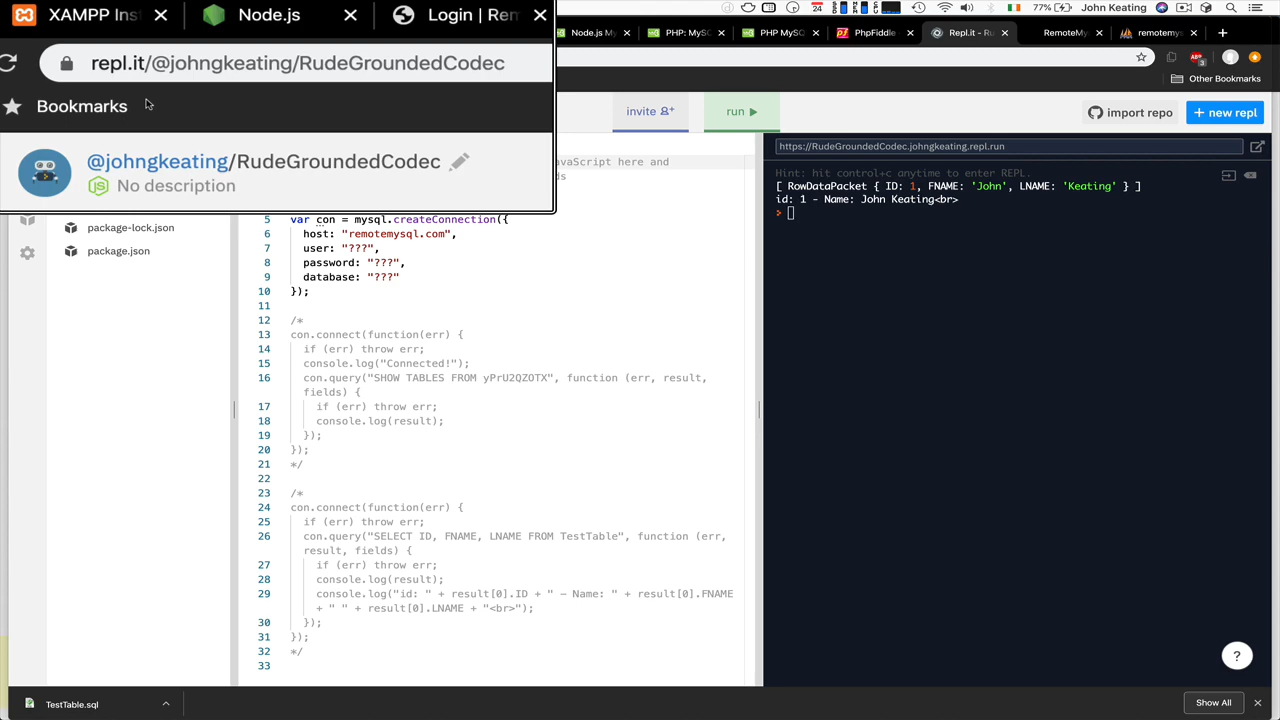 XAMPP Inst
Node.js
Login | Rem
24
77%
John Keating
Node.js My
PHP: MySC
PHP MySQ
PhpFiddle
Repl.it - Ru
RemoteMy
remotemys
repl.it/@johngkeating/RudeGroundedCodec
Bookmarks
Other Bookmarks
@johngkeating/RudeGroundedCodec
No description
invite
run
import repo
+ new repl
https://RudeGroundedCodec.johngkeating.repl.run
package-lock.json
package.json
avaScript here and
ds
5 var con = mysql.createConnection({
6 host: "remotemysql.com",
7 user: "???",
8 password: "???",
9 database: "???"
10 });
11
12 /*
13 con.connect(function(err) {
14 if (err) throw err;
15 console.log("Connected!");
16 con.query("SHOW TABLES FROM yPrU2QZOTX", function (err, result,
fields) {
17 if (err) throw err;
18 console.log(result);
19 });
20 });
21 */
22
23 /*
24 con.connect(function(err) {
25 if (err) throw err;
26 con.query("SELECT ID, FNAME, LNAME FROM TestTable", function (err,
result, fields) {
27 if (err) throw err;
28 console.log(result);
29 console.log("id: " + result[0].ID + " - Name: " + result[0].FNAME
+ " " + result[0].LNAME + "<br>");
30 });
31 });
32 */
33
Hint: hit control+c anytime to enter REPL.
[ RowDataPacket { ID: 1, FNAME: 'John', LNAME: 'Keating' } ]
id: 1 - Name: John Keating<br>
>
?
TestTable.sql
Show All